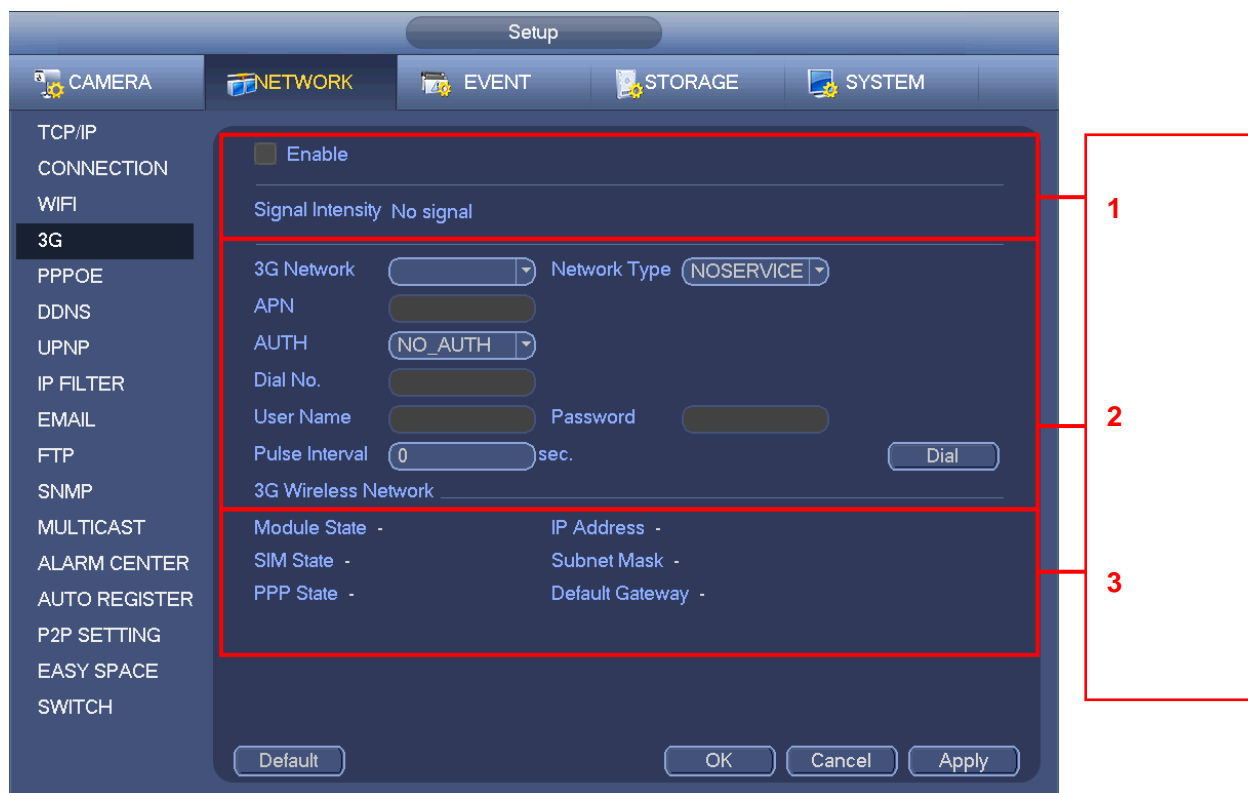 Setup
CAMERA NETWORK EVENT STORAGE SYSTEM
TCP/IP
CONNECTION
WIFI
3G
PPPOE
DDNS
UPNP
IP FILTER
EMAIL
FTP
SNMP
MULTICAST
ALARM CENTER
AUTO REGISTER
P2P SETTING
EASY SPACE
SWITCH
Enable
Signal Intensity No signal
3G Network Network Type NOSERVICE
APN
AUTH NO_AUTH
Dial No.
User Name Password
Pulse Interval 0 sec. Dial
3G Wireless Network
Module State - IP Address -
SIM State - Subnet Mask -
PPP State - Default Gateway -
Default OK Cancel Apply
1
2
3